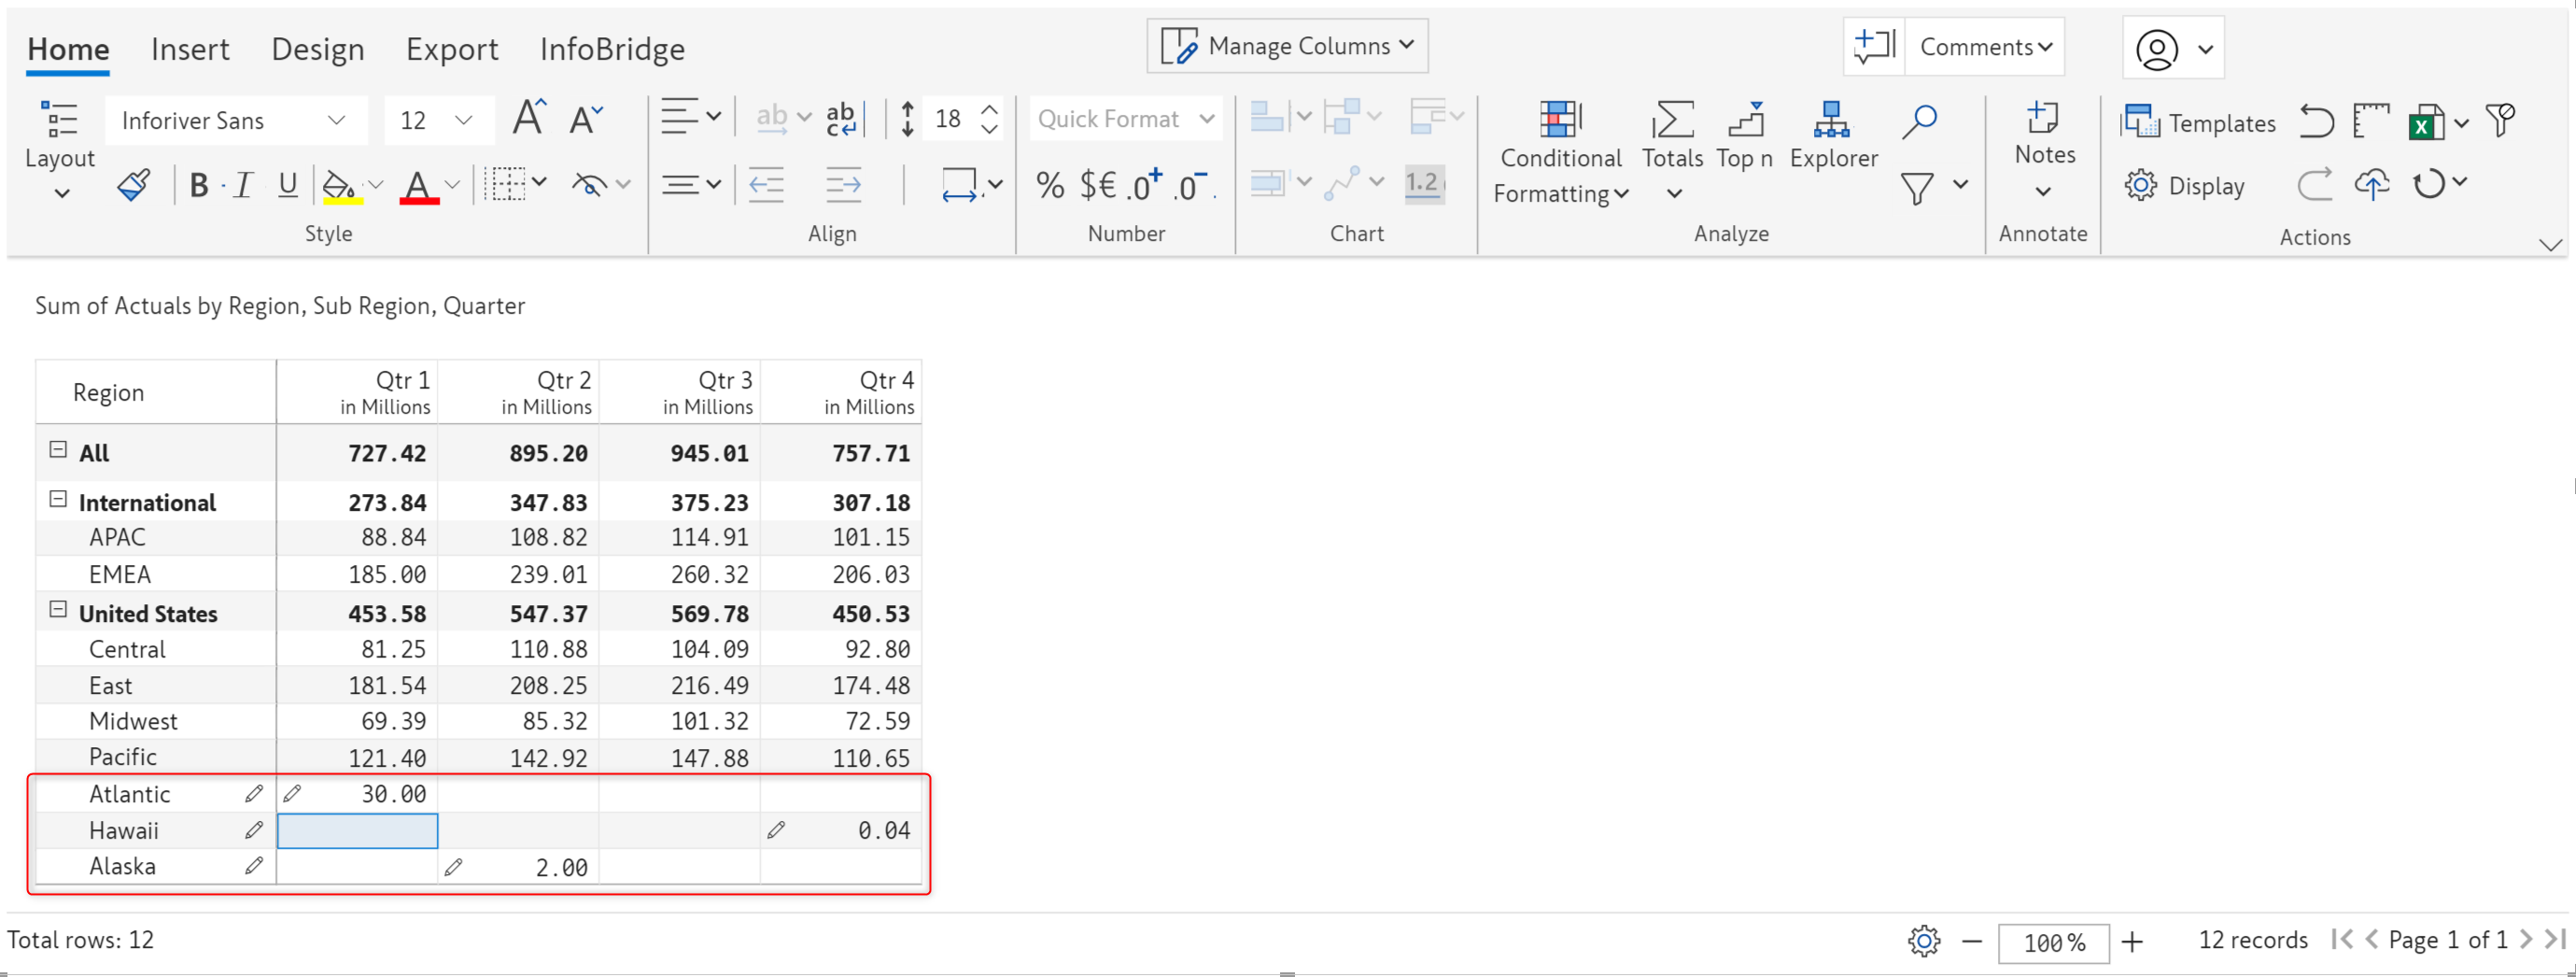 Home Insert Design Export InfoBridge Manage Columns Comments
Inforiver Sans 12 A A ab ab c 18 Quick Format Templates
Layout Conditional Formatting Totals Top n Explorer Notes
B I U A % $€ .0+ .0- 1.2 Display
Style Align Number Chart Analyze Annotate Actions
Sum of Actuals by Region, Sub Region, Quarter
Region Qtr 1 Qtr 2 Qtr 3 Qtr 4
in Millions in Millions in Millions in Millions
All 727.42 895.20 945.01 757.71
International 273.84 347.83 375.23 307.18
APAC 88.84 108.82 114.91 101.15
EMEA 185.00 239.01 260.32 206.03
United States 453.58 547.37 569.78 450.53
Central 81.25 110.88 104.09 92.80
East 181.54 208.25 216.49 174.48
Midwest 69.39 85.32 101.32 72.59
Pacific 121.40 142.92 147.88 110.65
Atlantic 30.00
Hawaii 0.04
Alaska 2.00
Total rows: 12 100% 12 records Page 1 of 1